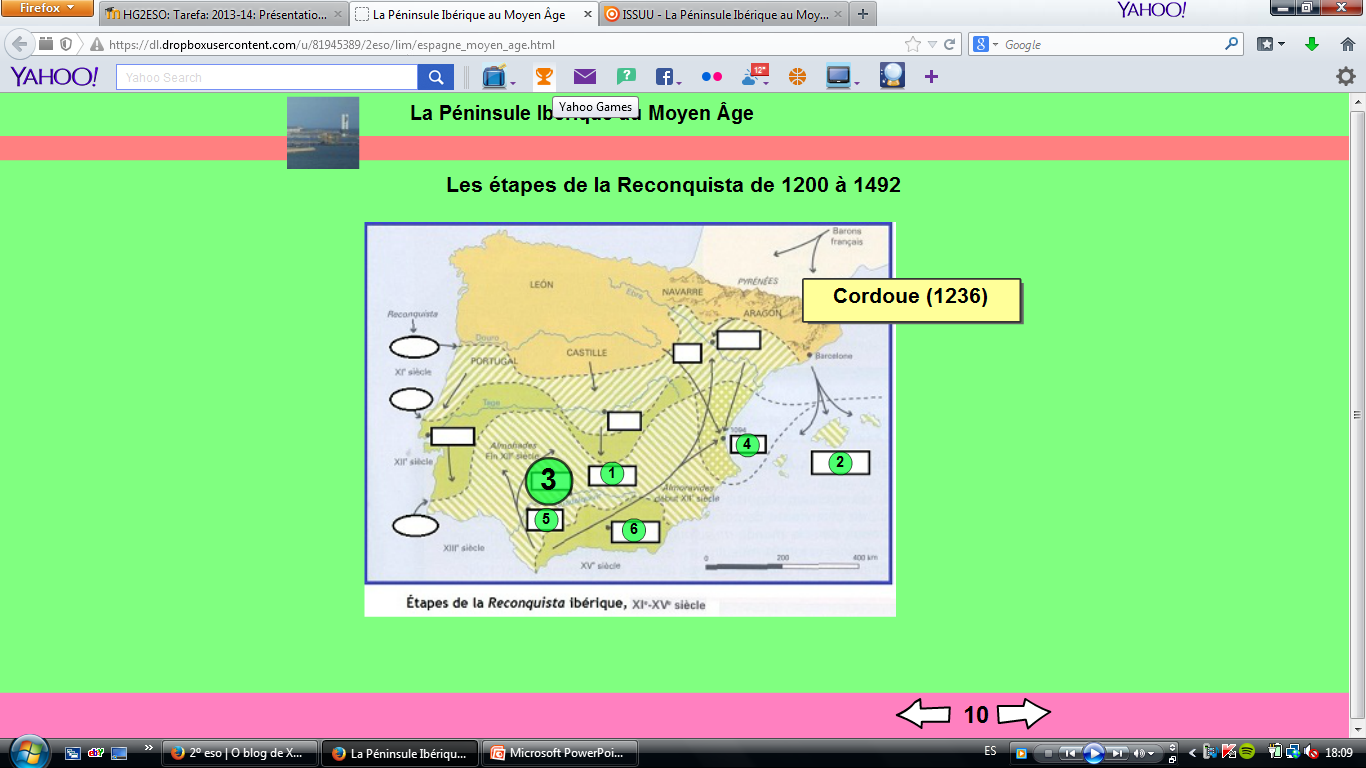 Firefox
HG2ESO: Tarefa: 2013-14: Présentatio...
La Péninsule Ibérique au Moyen Âge
ISSUU - La Péninsule Ibérique au Moy...
YAHOO!
https://dl.dropboxusercontent.com/u/81945389/2eso/lim/espagne_moyen_age.html
Google
YAHOO!
Yahoo Search
12°
Yahoo Games
La Péninsule Ibérique au Moyen Âge
Les étapes de la Reconquista de 1200 à 1492
Barons
français
PYRÉNÉES
LEÓN
NAVARRE
Ebre
Cordoue (1236)
ARAGON
Reconquista
Douro
PORTUGAL
CASTILLE
Barcelone
XIe siècle
Tage
1094
Almohades
Fin XIIe siècle
XIIe siècle
4
2
3
1
Almoravides
début XIIe siècle
5
6
XIIIe siècle
XVe siècle
0 200 400 km
Étapes de la Reconquista ibérique, XIe-XVe siècle
10
2º eso | O blog de X...
La Péninsule Ibériqu...
Microsoft PowerPoi...
ES
18:09